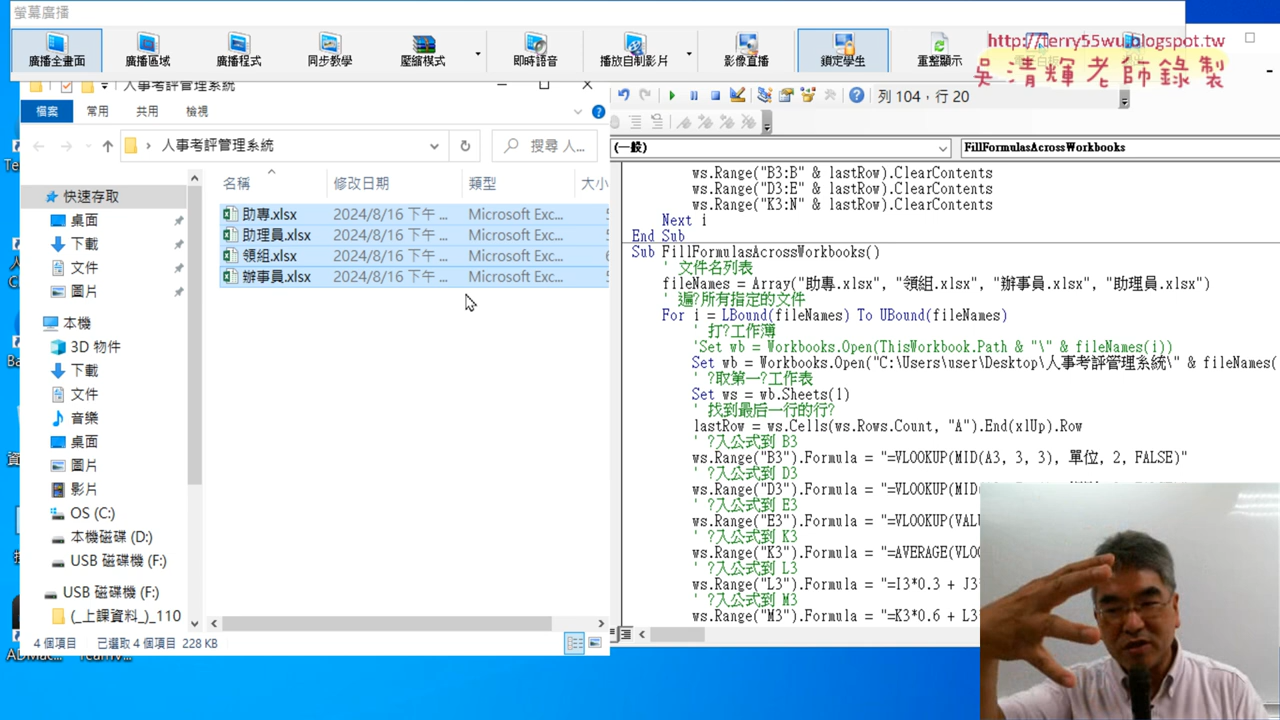 螢幕廣播
廣播全畫面 廣播區域 廣播程式 同步教學 壓縮模式 即時語音 播放自制影片 影像直播 鎖定學生 重整顯示
http://terry55wu.blogspot.tw
吳清輝老師錄製
人事考評管理系統
檔案 常用 共用 檢視
人事考評管理系統
搜尋 人...
名稱 修改日期 類型 大小
助專.xlsx 2024/8/16 下午 ... Microsoft Exc...
助理員.xlsx 2024/8/16 下午 ... Microsoft Exc...
領組.xlsx 2024/8/16 下午 ... Microsoft Exc...
辦事員.xlsx 2024/8/16 下午 ... Microsoft Exc...
快速存取
桌面
下載
文件
圖片
本機
3D 物件
下載
文件
音樂
桌面
圖片
影片
OS (C:)
本機磁碟 (D:)
USB 磁碟機 (F:)
USB 磁碟機 (F:)
(_上課資料_)_110
4 個項目 已選取 4 個項目 228 KB
列 104，行 20
(一般) FillFormulasAcrossWorkbooks
ws.Range("B3:B" & lastRow).ClearContents
ws.Range("D3:E" & lastRow).ClearContents
ws.Range("K3:N" & lastRow).ClearContents
Next i
End Sub
Sub FillFormulasAcrossWorkbooks()
' 文件名列表
fileNames = Array("助專.xlsx", "領組.xlsx", "辦事員.xlsx", "助理員.xlsx")
' 遍?所有指定的文件
For i = LBound(fileNames) To UBound(fileNames)
' 打?工作簿
'Set wb = Workbooks.Open(ThisWorkbook.Path & "\" & fileNames(i))
Set wb = Workbooks.Open("C:\Users\user\Desktop\人事考評管理系統\" & fileNames(
' ?取第一?工作表
Set ws = wb.Sheets(1)
' 找到最后一行的行?
lastRow = ws.Cells(ws.Rows.Count, "A").End(xlUp).Row
' ?入公式到 B3
ws.Range("B3").Formula = "=VLOOKUP(MID(A3, 3, 3), 單位, 2, FALSE)"
' ?入公式到 D3
ws.Range("D3").Formula = "=VLOOKUP(MID(
' ?入公式到 E3
ws.Range("E3").Formula = "=VLOOKUP(VALU
' ?入公式到 K3
ws.Range("K3").Formula = "=AVERAGE(VLO
' ?入公式到 L3
ws.Range("L3").Formula = "=I3*0.3 + J3*
' ?入公式到 M3
ws.Range("M3").Formula = "=K3*0.6 + L3